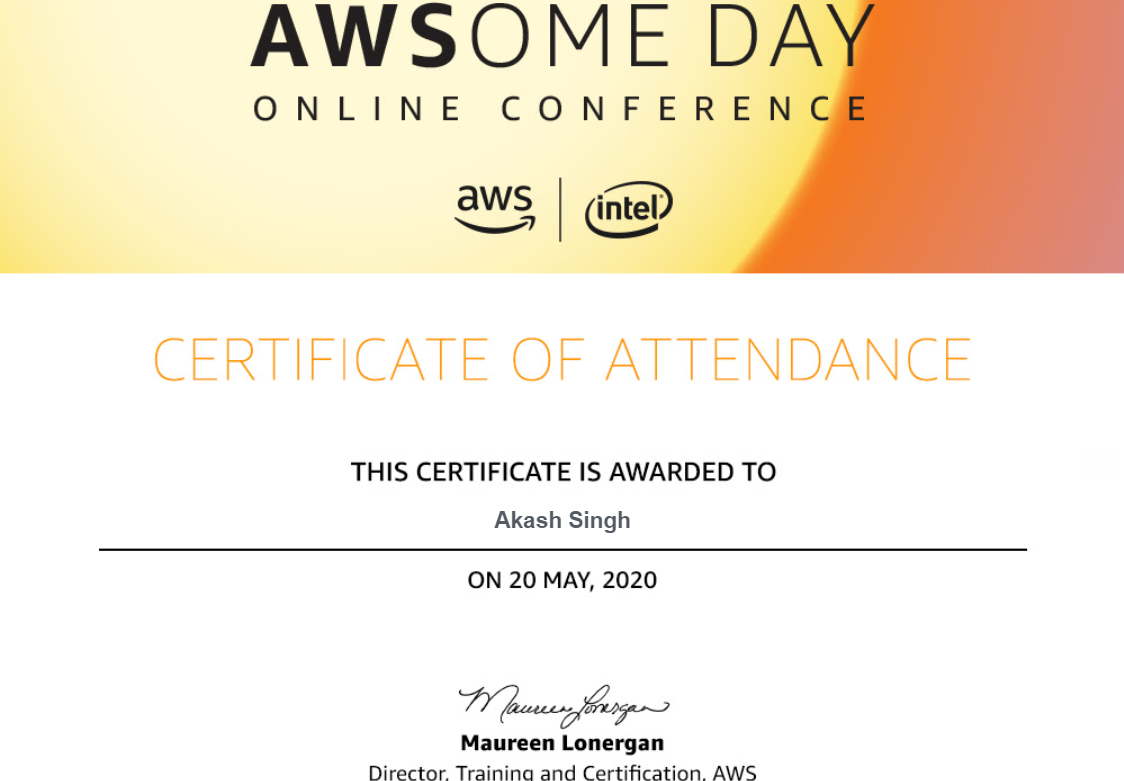 AWSOME DAY
ONLINE CONFERENCE
aws
intel
CERTIFICATE OF ATTENDANCE
THIS CERTIFICATE IS AWARDED TO
Akash Singh
ON 20 MAY, 2020
Maureen Lonergan
Maureen Lonergan
Director, Training and Certification, AWS